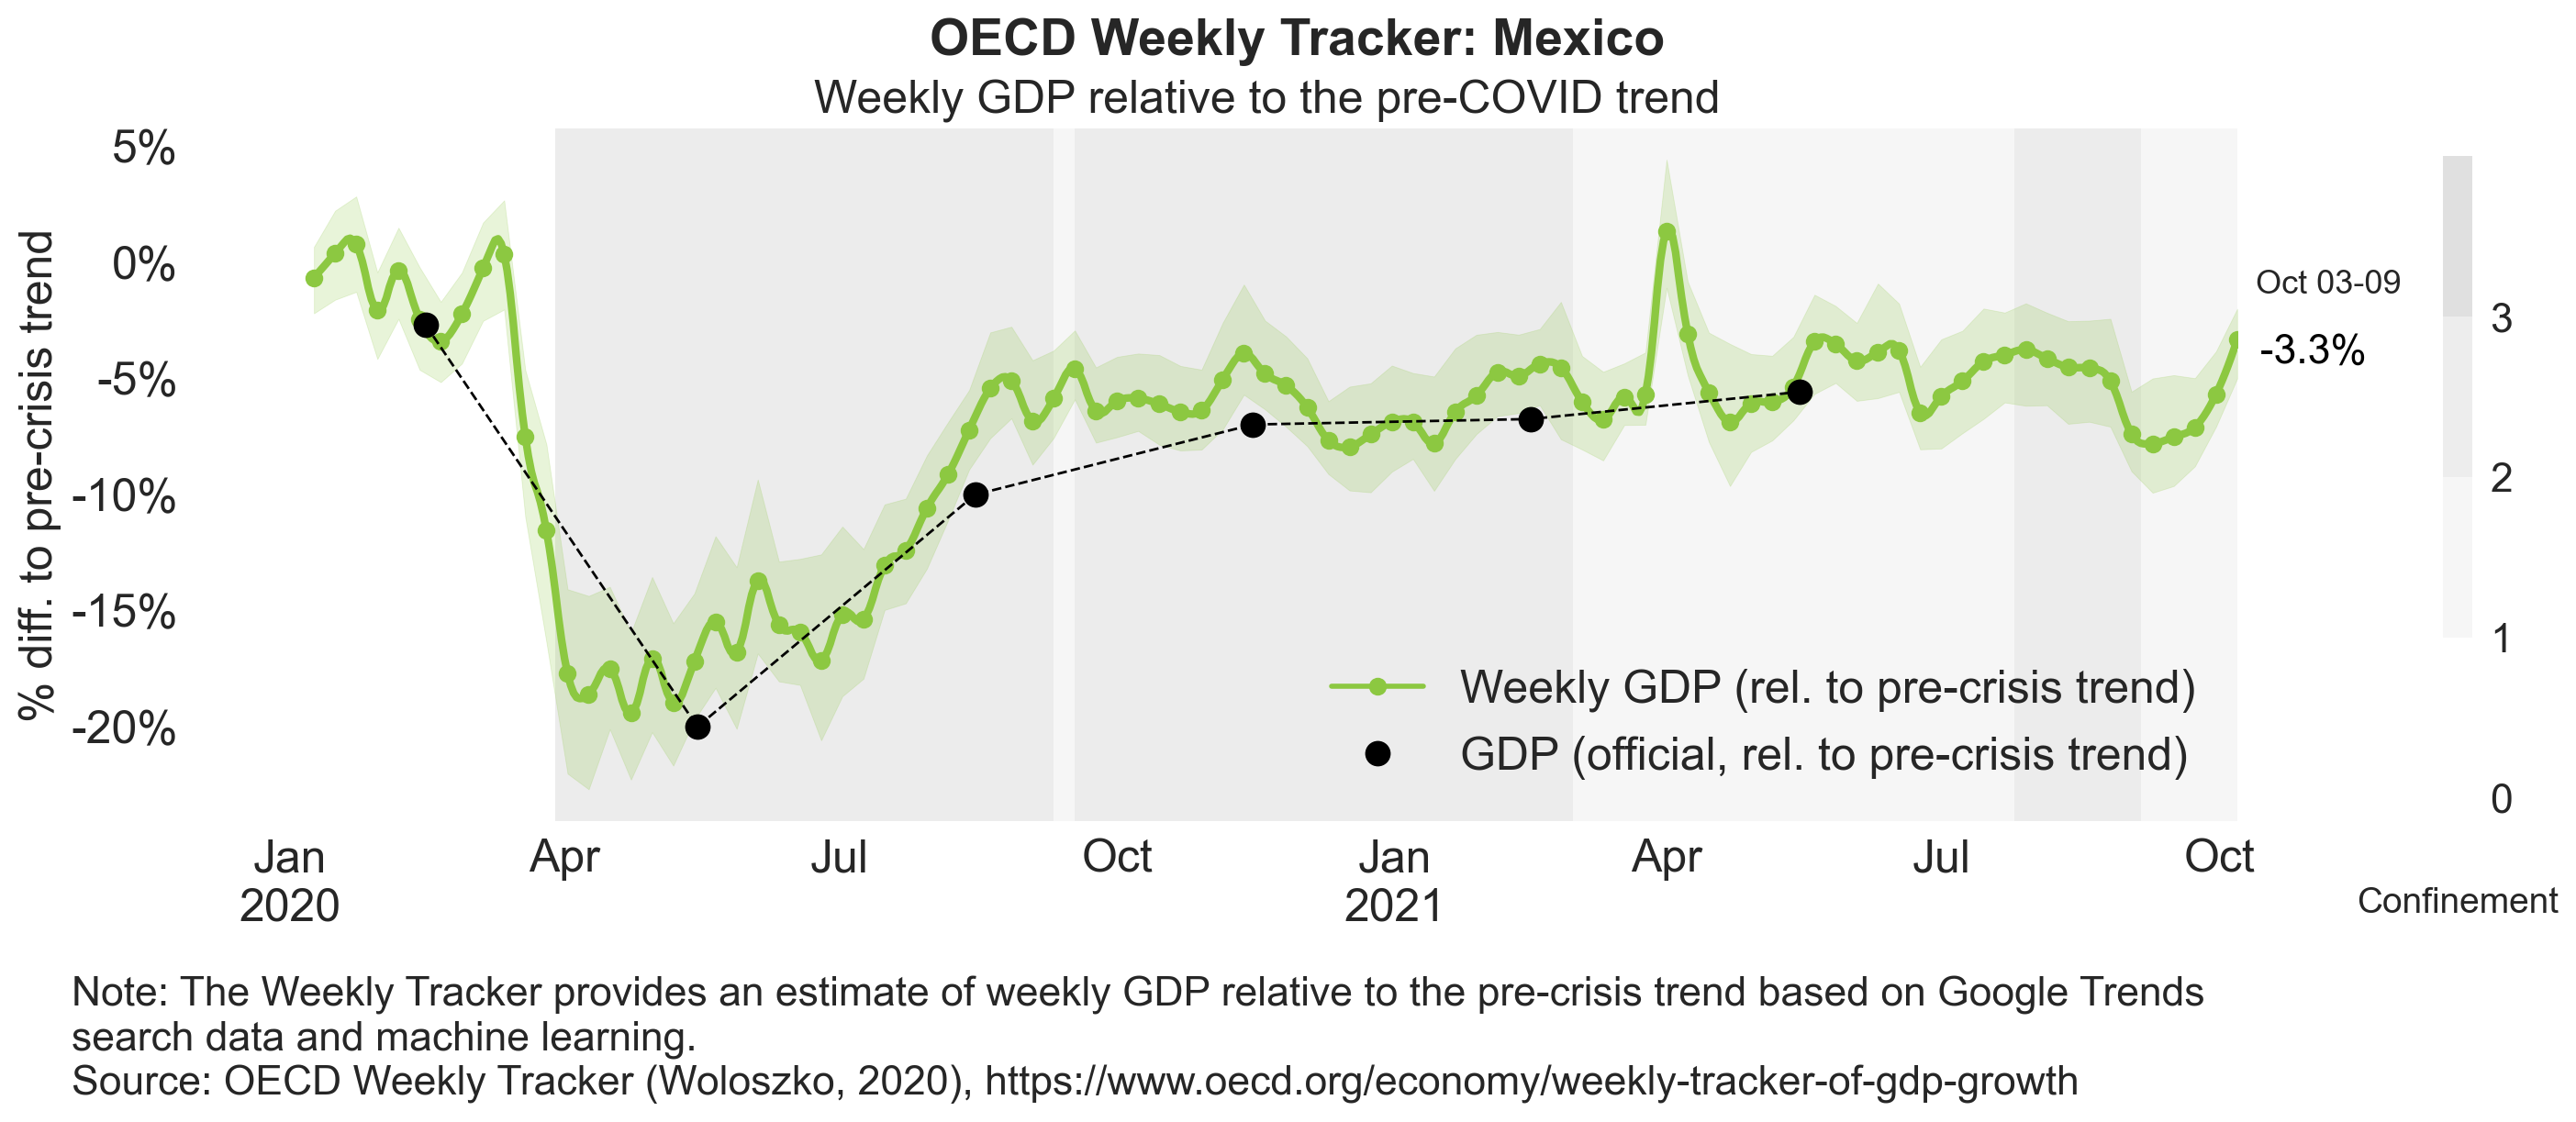 OECD Weekly Tracker: Mexico
Weekly GDP relative to the pre-COVID trend
% diff. to pre-crisis trend
5%
0%
-5%
-10%
-15%
-20%
Jan
2020
Apr
Jul
Oct
Jan
2021
Apr
Jul
Oct
Oct 03-09
-3.3%
Weekly GDP (rel. to pre-crisis trend)
GDP (official, rel. to pre-crisis trend)
3
2
1
0
Confinement
Note: The Weekly Tracker provides an estimate of weekly GDP relative to the pre-crisis trend based on Google Trends
search data and machine learning.
Source: OECD Weekly Tracker (Woloszko, 2020), https://www.oecd.org/economy/weekly-tracker-of-gdp-growth